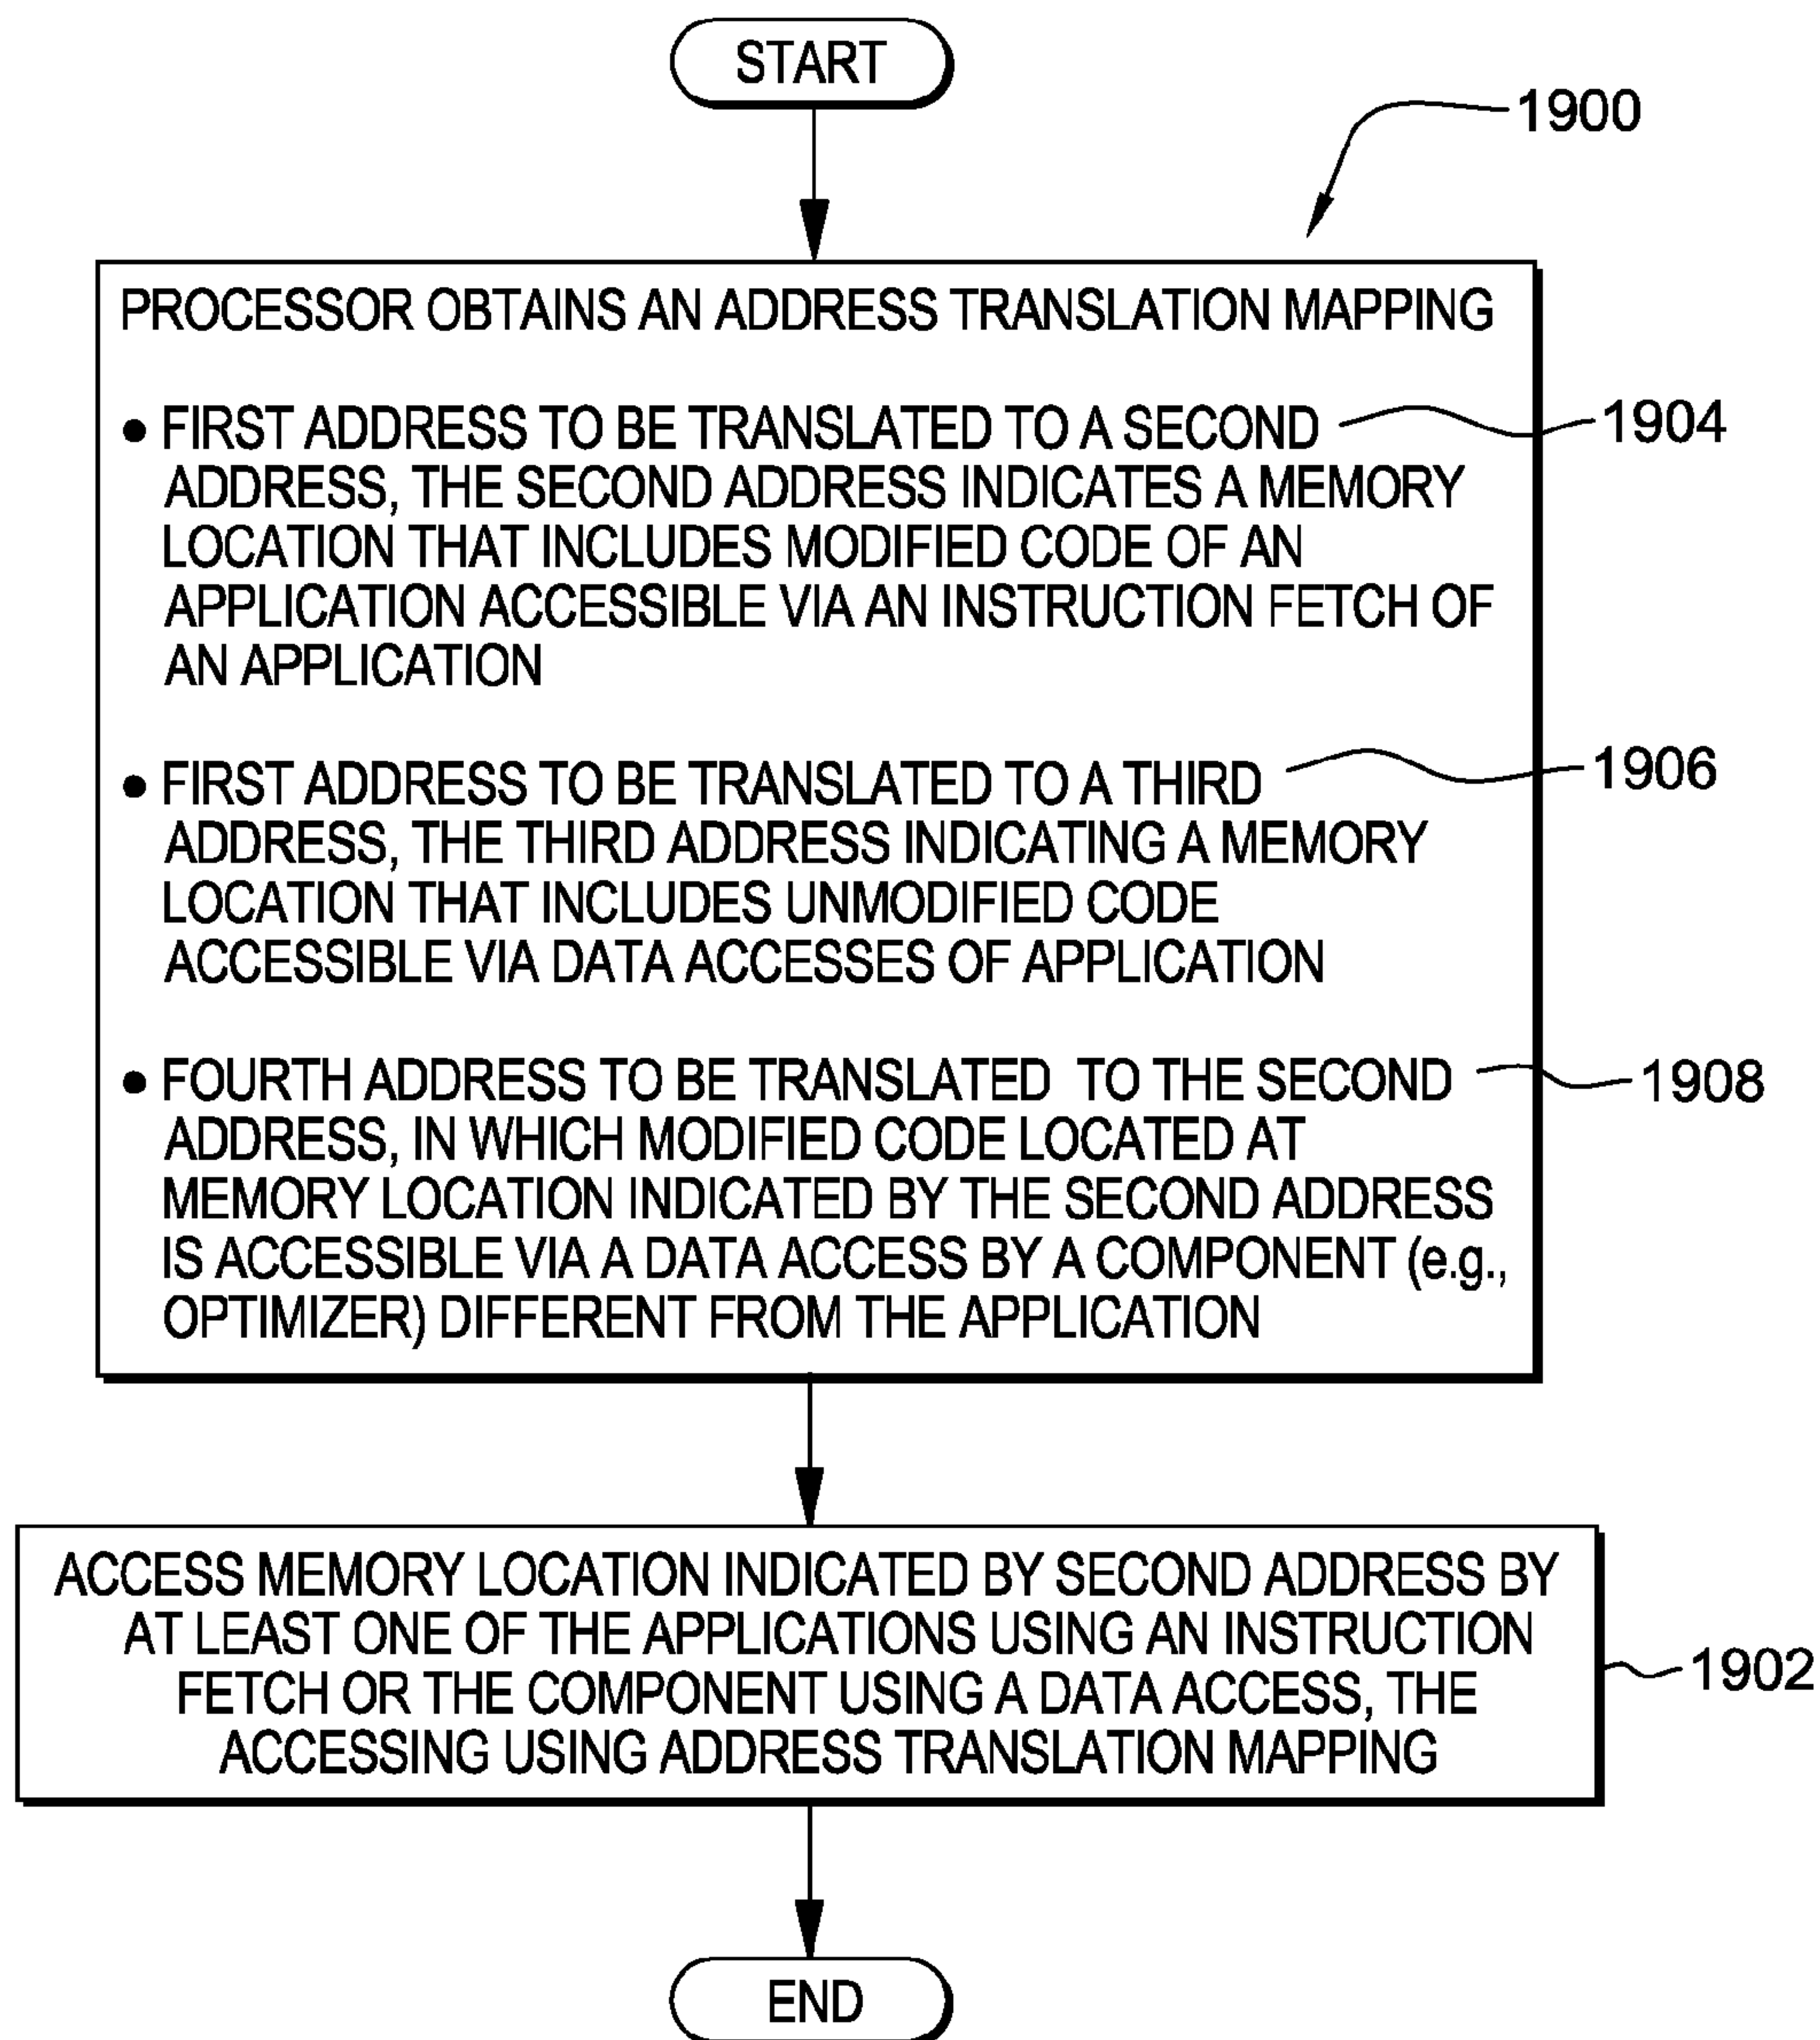 START
1900
PROCESSOR OBTAINS AN ADDRESS TRANSLATION MAPPING
● FIRST ADDRESS TO BE TRANSLATED TO A SECOND
1904
ADDRESS, THE SECOND ADDRESS INDICATES A MEMORY
LOCATION THAT INCLUDES MODIFIED CODE OF AN
APPLICATION ACCESSIBLE VIA AN INSTRUCTION FETCH OF
AN APPLICATION
● FIRST ADDRESS TO BE TRANSLATED TO A THIRD
1906
ADDRESS, THE THIRD ADDRESS INDICATING A MEMORY
LOCATION THAT INCLUDES UNMODIFIED CODE
ACCESSIBLE VIA DATA ACCESSES OF APPLICATION
● FOURTH ADDRESS TO BE TRANSLATED TO THE SECOND
1908
ADDRESS, IN WHICH MODIFIED CODE LOCATED AT
MEMORY LOCATION INDICATED BY THE SECOND ADDRESS
IS ACCESSIBLE VIA A DATA ACCESS BY A COMPONENT (e.g.,
OPTIMIZER) DIFFERENT FROM THE APPLICATION
ACCESS MEMORY LOCATION INDICATED BY SECOND ADDRESS BY
AT LEAST ONE OF THE APPLICATIONS USING AN INSTRUCTION
FETCH OR THE COMPONENT USING A DATA ACCESS, THE
1902
ACCESSING USING ADDRESS TRANSLATION MAPPING
END